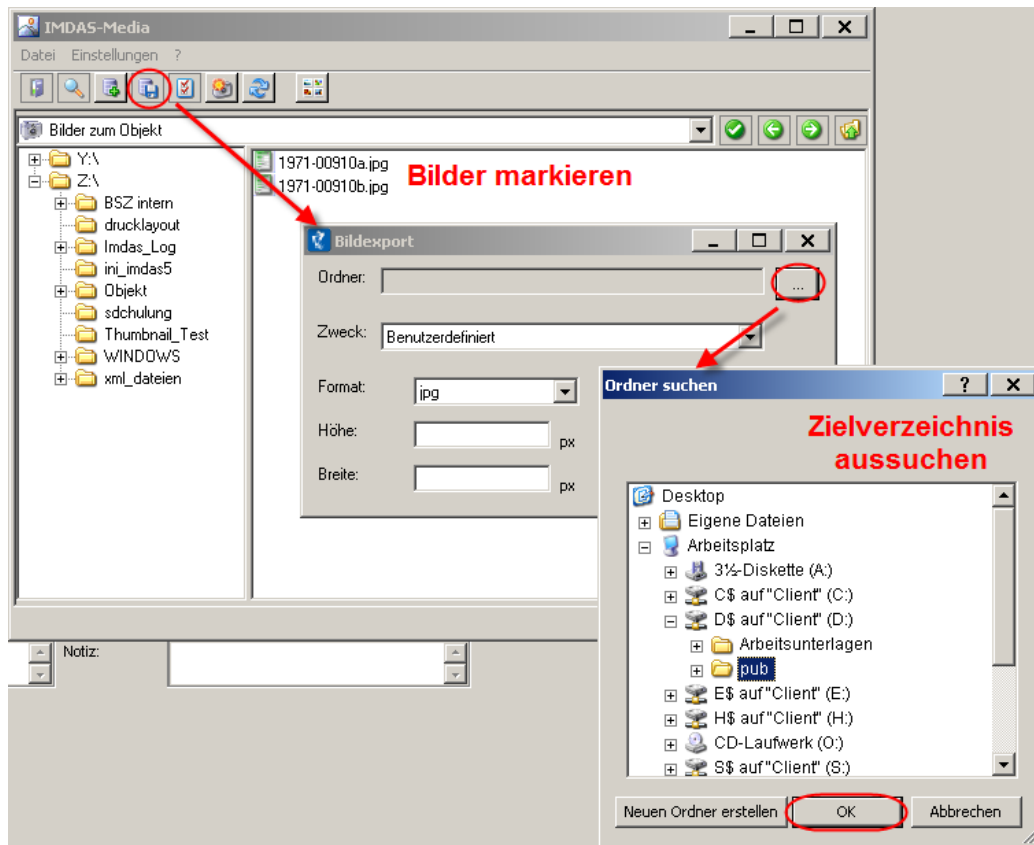 IMDAS-Media
Datei Einstellungen ?
Bilder zum Objekt
Y:\
Z:\
BSZ intern
drucklayout
Imdas_Log
ini_imdas5
Objekt
sdchulung
Thumbnail_Test
WINDOWS
xml_dateien
1971-00910a.jpg
1971-00910b.jpg
Bilder markieren
Bildexport
Ordner:
...
Zweck:
Benutzerdefiniert
Format:
jpg
Höhe:
px
Breite:
px
Notiz:
Ordner suchen
?
Zielverzeichnis
aussuchen
Desktop
Eigene Dateien
Arbeitsplatz
3½-Diskette (A:)
C$ auf "Client" (C:)
D$ auf "Client" (D:)
Arbeitsunterlagen
pub
E$ auf "Client" (E:)
H$ auf "Client" (H:)
CD-Laufwerk (O:)
S$ auf "Client" (S:)
Neuen Ordner erstellen
OK
Abbrechen